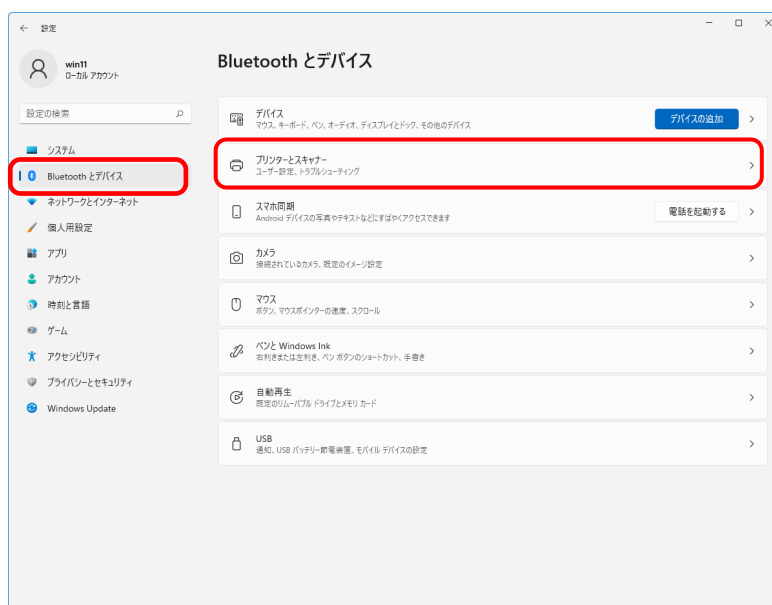 設定
win11
ローカル アカウント
設定の検索
システム
Bluetooth とデバイス
ネットワークとインターネット
個人用設定
アプリ
アカウント
時刻と言語
ゲーム
アクセシビリティ
プライバシーとセキュリティ
Windows Update
Bluetooth とデバイス
デバイス
マウス、キーボード、ペン、オーディオ、ディスプレイとドック、その他のデバイス
デバイスの追加
プリンターとスキャナー
ユーザー設定、トラブルシューティング
スマホ同期
Android デバイスの写真やテキストなどにすばやくアクセスできます
電話を起動する
カメラ
接続されているカメラ、既定のイメージ設定
マウス
ボタン、マウスポインターの速度、スクロール
ペンと Windows Ink
右利きまたは左利き、ペン ボタンのショートカット、手書き
自動再生
既定のリムーバブル ドライブとメモリ カード
USB
通知、USB バッテリー節電装置、モバイル デバイスの設定